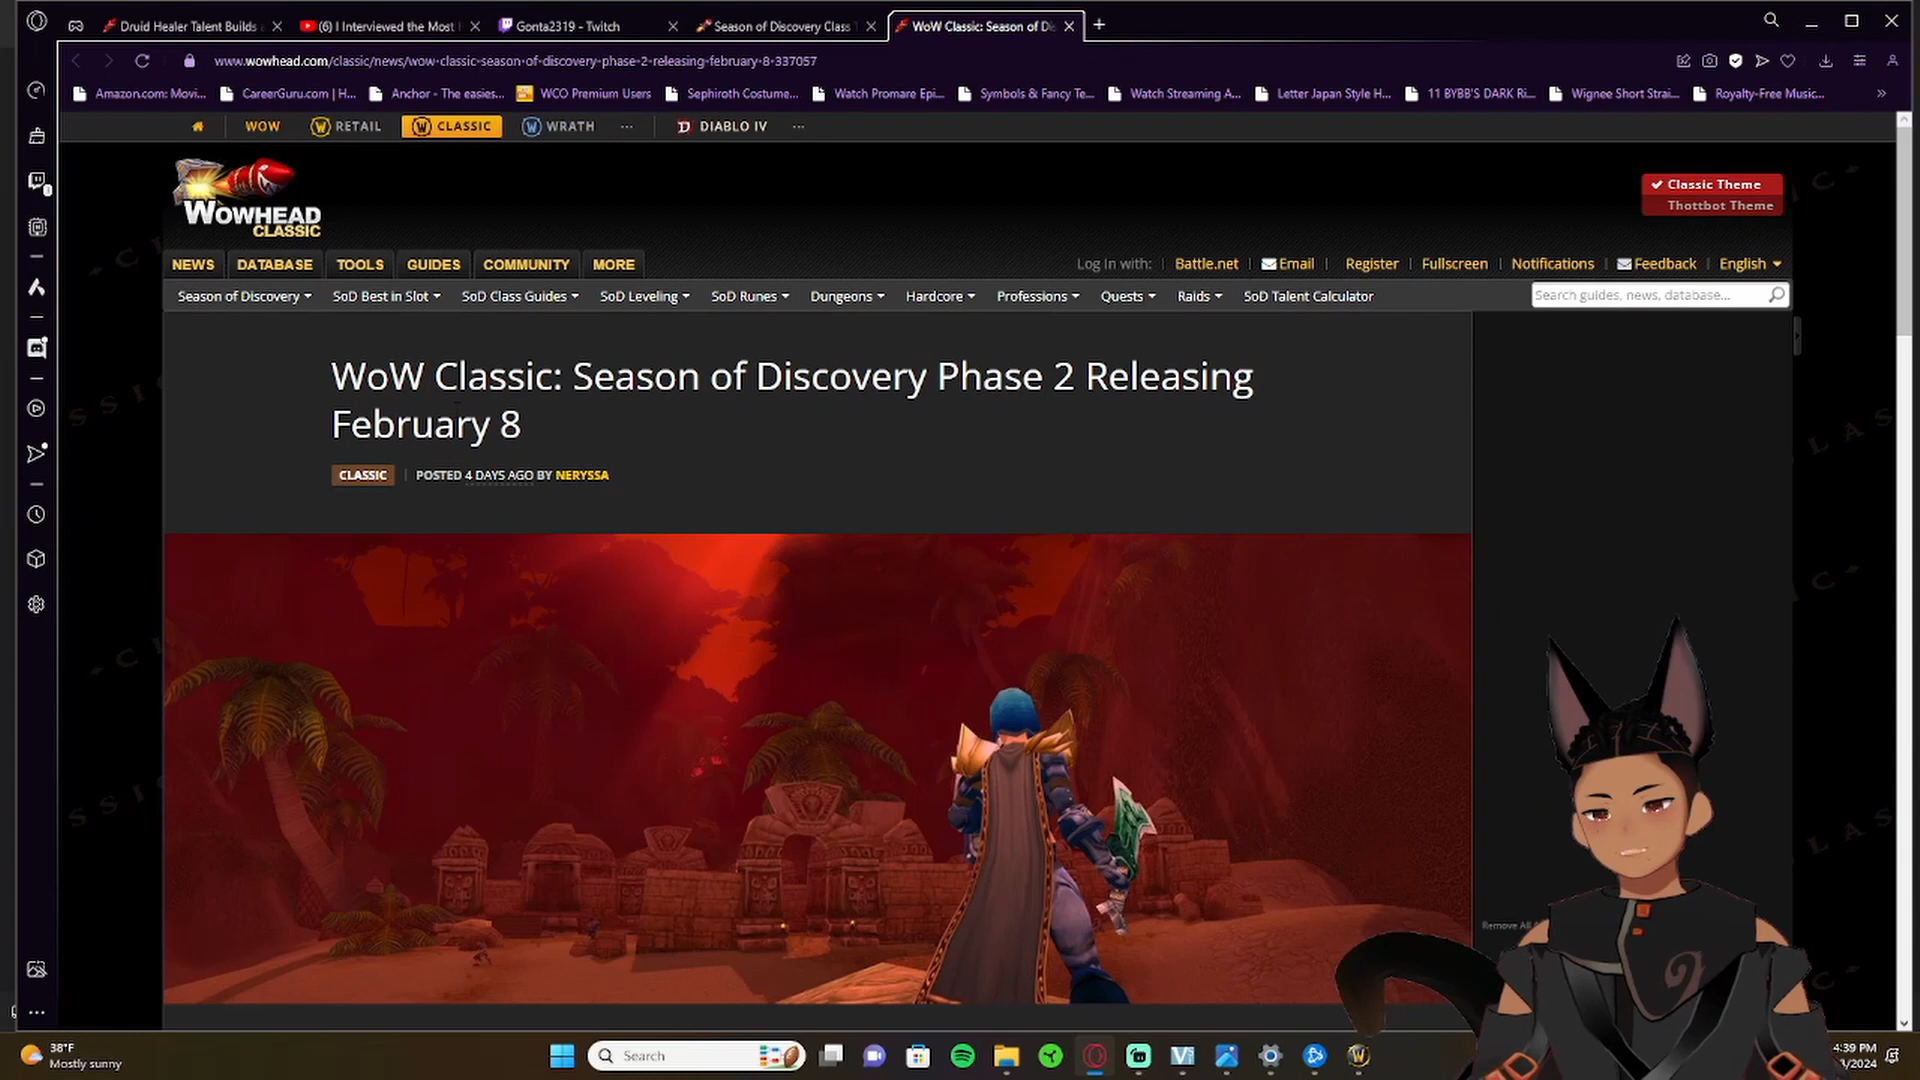 Druid Healer Talent Builds
(6) I Interviewed the Most
Gonta2319 - Twitch
Season of Discovery Class
WoW Classic: Season of Di
www.wowhead.com/classic/news/wow-classic-season-of-discovery-phase-2-releasing-february-8-337057
Amazon.com: Movi...
CareerGuru.com | H...
Anchor - The easies...
WCO Premium Users
Sephiroth Costume...
Watch Promare Epi...
Symbols & Fancy Te...
Watch Streaming A...
Letter Japan Style H...
11 BYBB'S DARK Ri...
Wignee Short Strai...
Royalty-Free Music...
WOW
RETAIL
CLASSIC
WRATH
DIABLO IV
WOWHEAD
CLASSIC
Classic Theme
Thottbot Theme
NEWS DATABASE TOOLS GUIDES COMMUNITY MORE
Log In with: | Battle.net | Email | Register | Fullscreen | Notifications | Feedback | English
Season of Discovery SoD Best in Slot SoD Class Guides SoD Leveling SoD Runes Dungeons Hardcore Professions Quests Raids SoD Talent Calculator
Search guides, news, database...
WoW Classic: Season of Discovery Phase 2 Releasing
February 8
CLASSIC | POSTED 4 DAYS AGO BY NERYSSA
Remove All
38°F
Mostly sunny
Search
4:39 PM
/2024